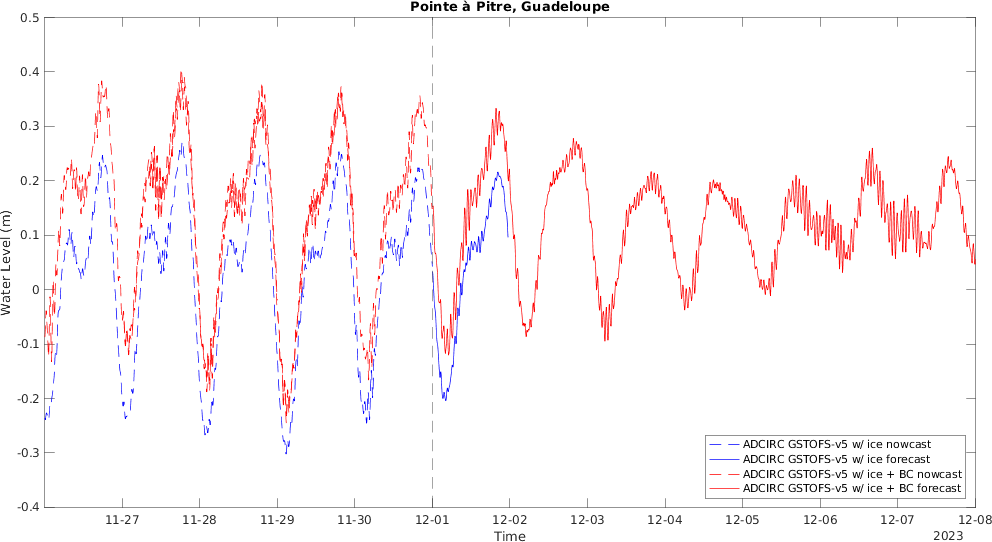 Pointe à Pitre, Guadeloupe
0.5
0.4
0.3
0.2
0.1
0
-0.1
-0.2
-0.3
-0.4
Water Level (m)
ADCIRC GSTOFS-v5 w/ ice nowcast
ADCIRC GSTOFS-v5 w/ ice forecast
ADCIRC GSTOFS-v5 w/ ice + BC nowcast
ADCIRC GSTOFS-v5 w/ ice + BC forecast
11-27 11-28 11-29 11-30 12-01 12-02 12-03 12-04 12-05 12-06 12-07 12-08
Time
2023